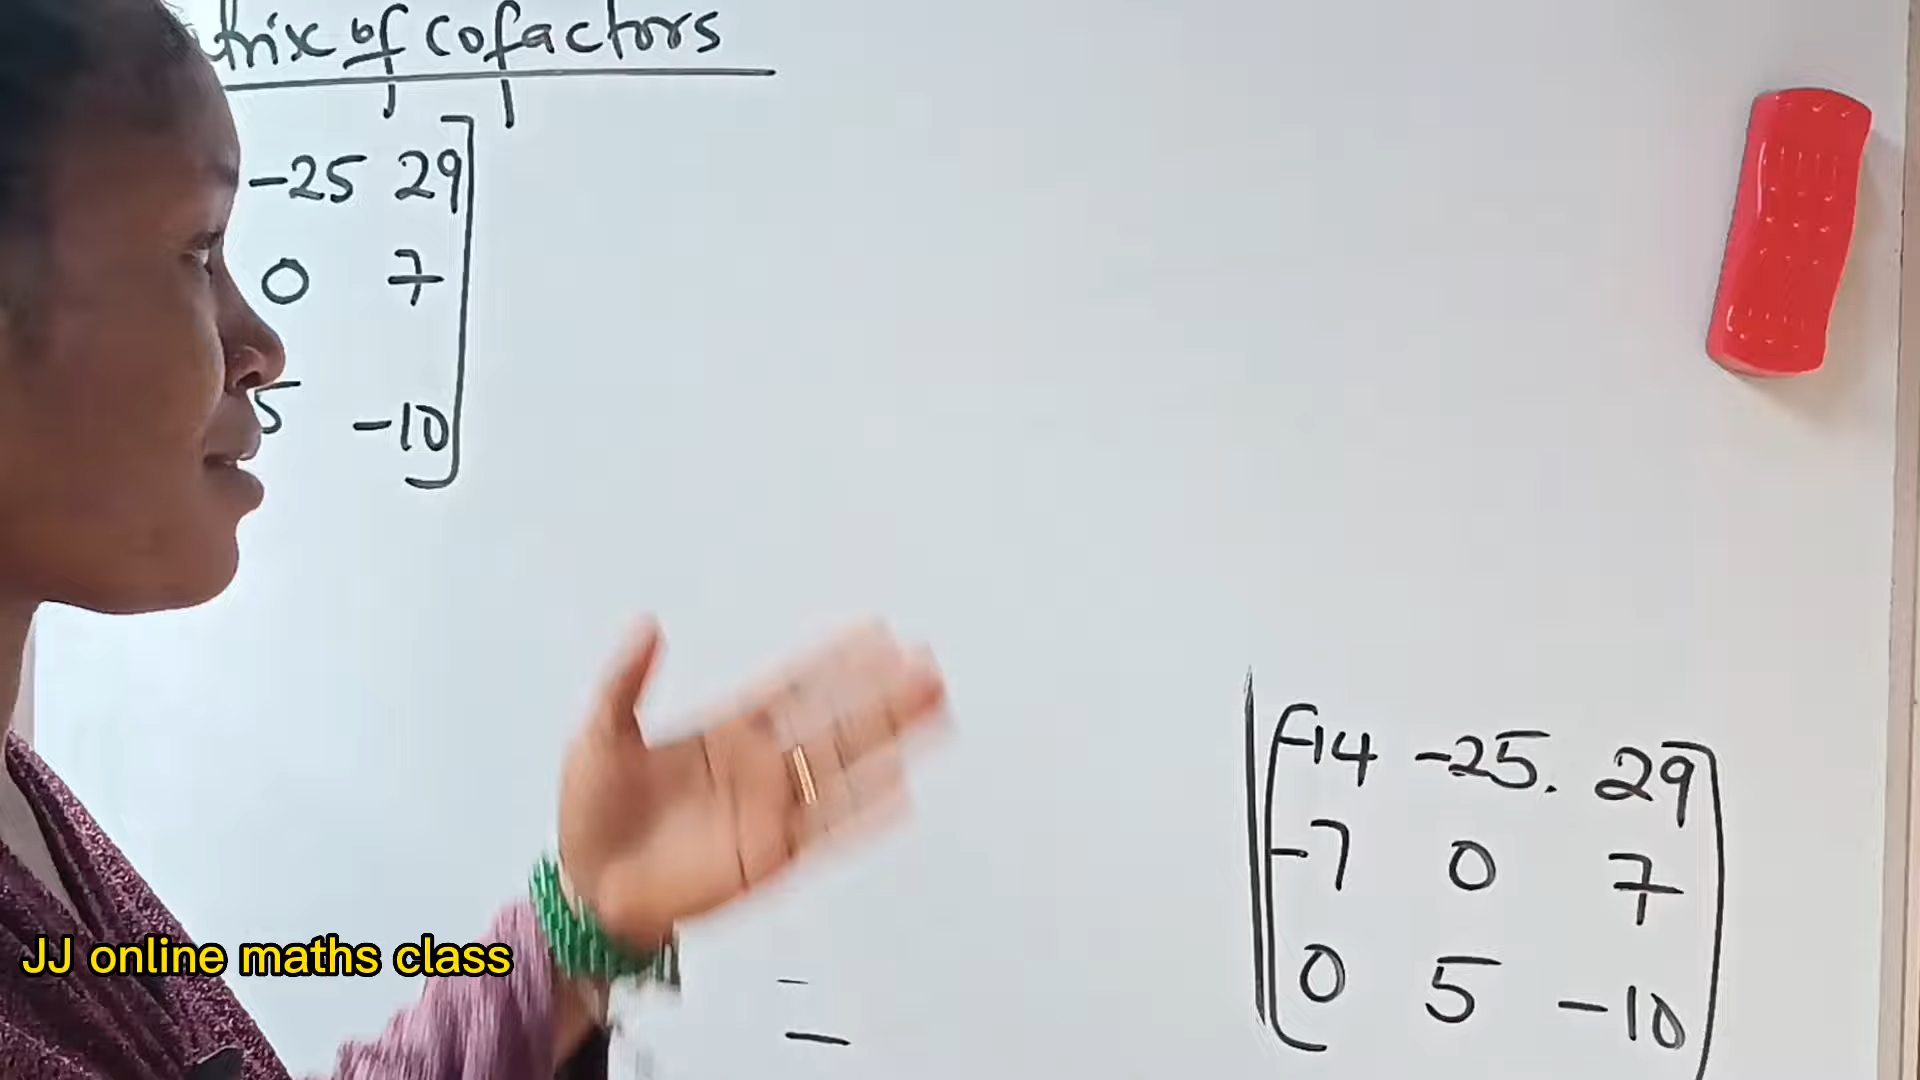 of cofactors
-25 29
0 7
5 -10
-14 -25. 29
-7 0 7
0 5 -10
=
JJ online maths class